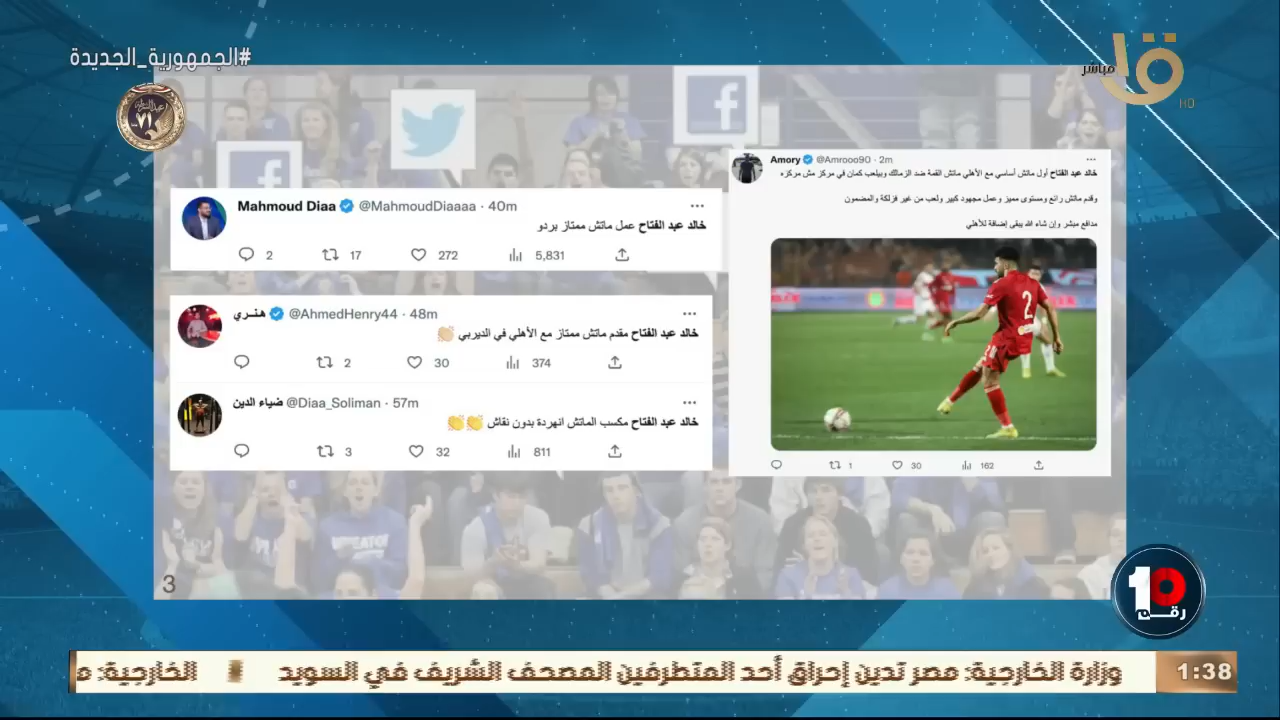 #الجمهورية_الجديدة
مباشر
HD
Mahmoud Diaa @MahmoudDiaaaa · 40m
خالد عبد الفتاح عمل ماتش ممتاز بردو
2 17 272 5,831
هنري @AhmedHenry44 · 48m
خالد عبد الفتاح مقدم ماتش ممتاز مع الأهلي في الديربي 👏🏼
2 30 374
ضياء الدين @Diaa_Soliman · 57m
خالد عبد الفتاح مكسب الماتش انهردة بدون نقاش 👏👏
3 32 811
Amory @Amrooo90 · 2m
خالد عبد الفتاح أول ماتش أساسي مع الأهلي ماتش القمة ضد الزمالك وبيلعب كمان في مركز مش مركزه
وقدم ماتش رائع ومستوى مميز وعمل مجهود كبير ولعب من غير فزلكة والمضمون
مدافع مبشر وإن شاء الله يبقى إضافة للأهلي
2
1 30 162
3
رقم 10
وزارة الخارجية: مصر تدين إحراق أحد المتطرفين المصحف الشريف في السويد
الخارجية: م
1:38